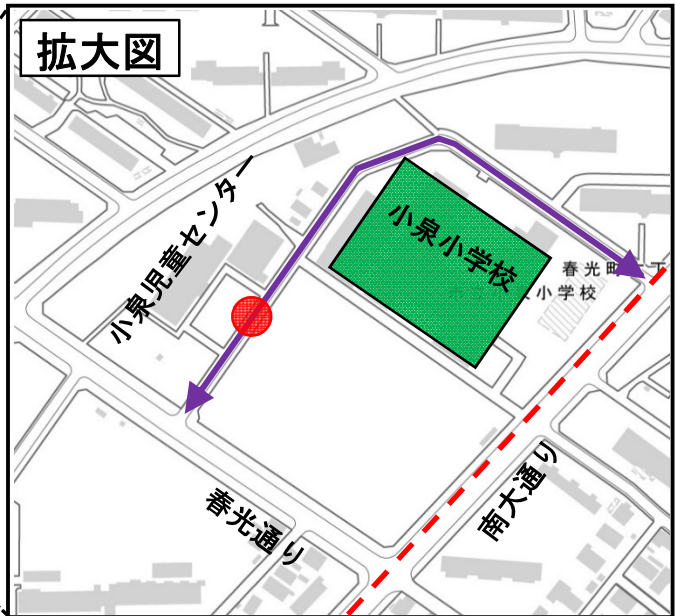 拡大図
小泉児童センター
小泉小学校
春光町
小学校
春光通り
南大通り